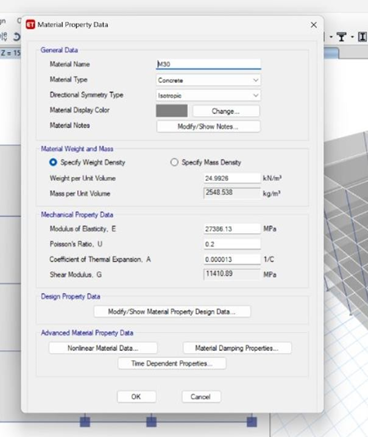 Z = 15
ET Material Property Data
General Data
Material Name M30
Material Type Concrete
Directional Symmetry Type Isotropic
Material Display Color Change...
Material Notes Modify/Show Notes...
Material Weight and Mass
Specify Weight Density Specify Mass Density
Weight per Unit Volume 24.9926 kN/m³
Mass per Unit Volume 2548.538 kg/m³
Mechanical Property Data
Modulus of Elasticity, E 27386.13 MPa
Poisson's Ratio, U 0.2
Coefficient of Thermal Expansion, A 0.000013 1/C
Shear Modulus, G 11410.89 MPa
Design Property Data
Modify/Show Material Property Design Data...
Advanced Material Property Data
Nonlinear Material Data... Material Damping Properties...
Time Dependent Properties...
OK Cancel